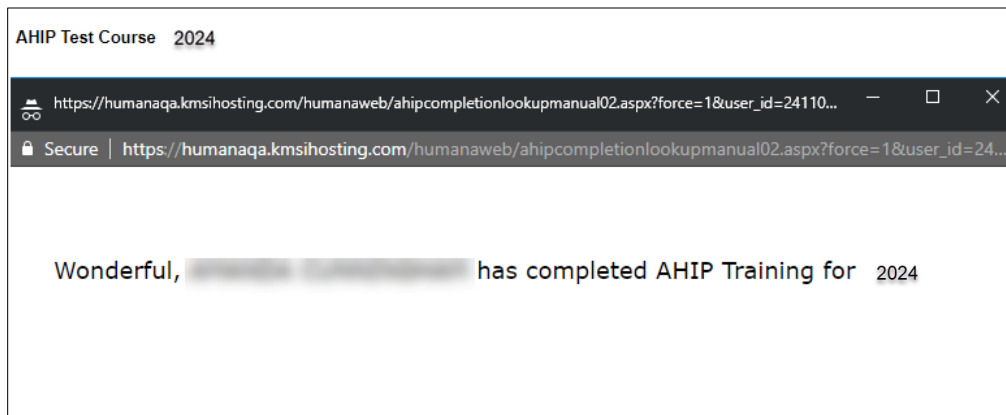 AHIP Test Course 2024
https://humanaqa.kmsihosting.com/humanaweb/ahipcompletionlookupmanual02.aspx?force=1&user_id=24110...
Secure | https://humanaqa.kmsihosting.com/humanaweb/ahipcompletionlookupmanual02.aspx?force=1&user_id=24...
Wonderful, has completed AHIP Training for 2024